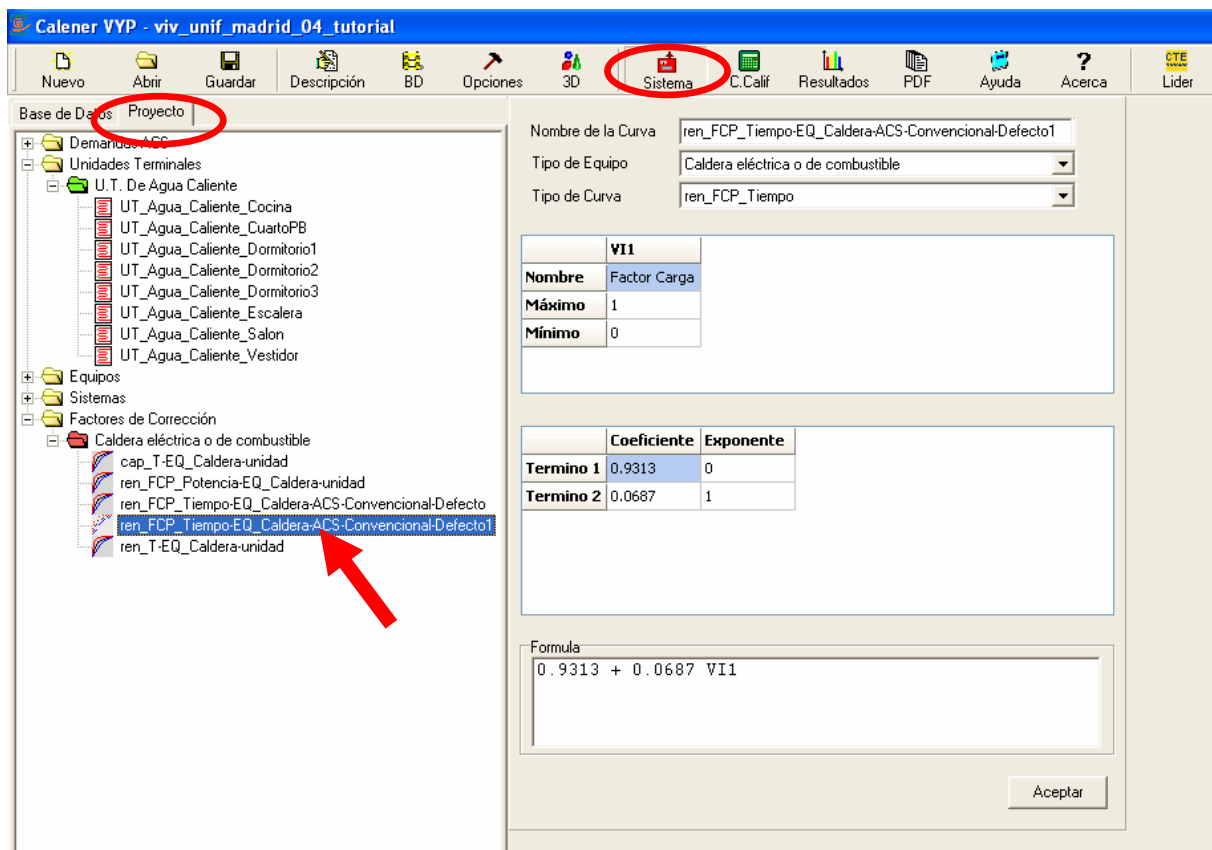 Calener VYP - viv_unif_madrid_04_tutorial
Nuevo Abrir Guardar Descripción BD Opciones 3D Sistema C.Calif Resultados PDF Ayuda Acerca CTE Lider
Base de Datos Proyecto
Demandas ACS
Unidades Terminales
U.T. De Agua Caliente
UT_Agua_Caliente_Cocina
UT_Agua_Caliente_CuartoPB
UT_Agua_Caliente_Dormitorio1
UT_Agua_Caliente_Dormitorio2
UT_Agua_Caliente_Dormitorio3
UT_Agua_Caliente_Escalera
UT_Agua_Caliente_Salon
UT_Agua_Caliente_Vestidor
Equipos
Sistemas
Factores de Corrección
Caldera eléctrica o de combustible
cap_T-EQ_Caldera-unidad
ren_FCP_Potencia-EQ_Caldera-unidad
ren_FCP_Tiempo-EQ_Caldera-ACS-Convencional-Defecto
ren_FCP_Tiempo-EQ_Caldera-ACS-Convencional-Defecto1
ren_T-EQ_Caldera-unidad
Nombre de la Curva ren_FCP_Tiempo-EQ_Caldera-ACS-Convencional-Defecto1
Tipo de Equipo Caldera eléctrica o de combustible
Tipo de Curva ren_FCP_Tiempo
VI1
Nombre Factor Carga
Máximo 1
Mínimo 0
Coeficiente Exponente
Termino 1 0.9313 0
Termino 2 0.0687 1
Formula
0.9313 + 0.0687 VI1
Aceptar